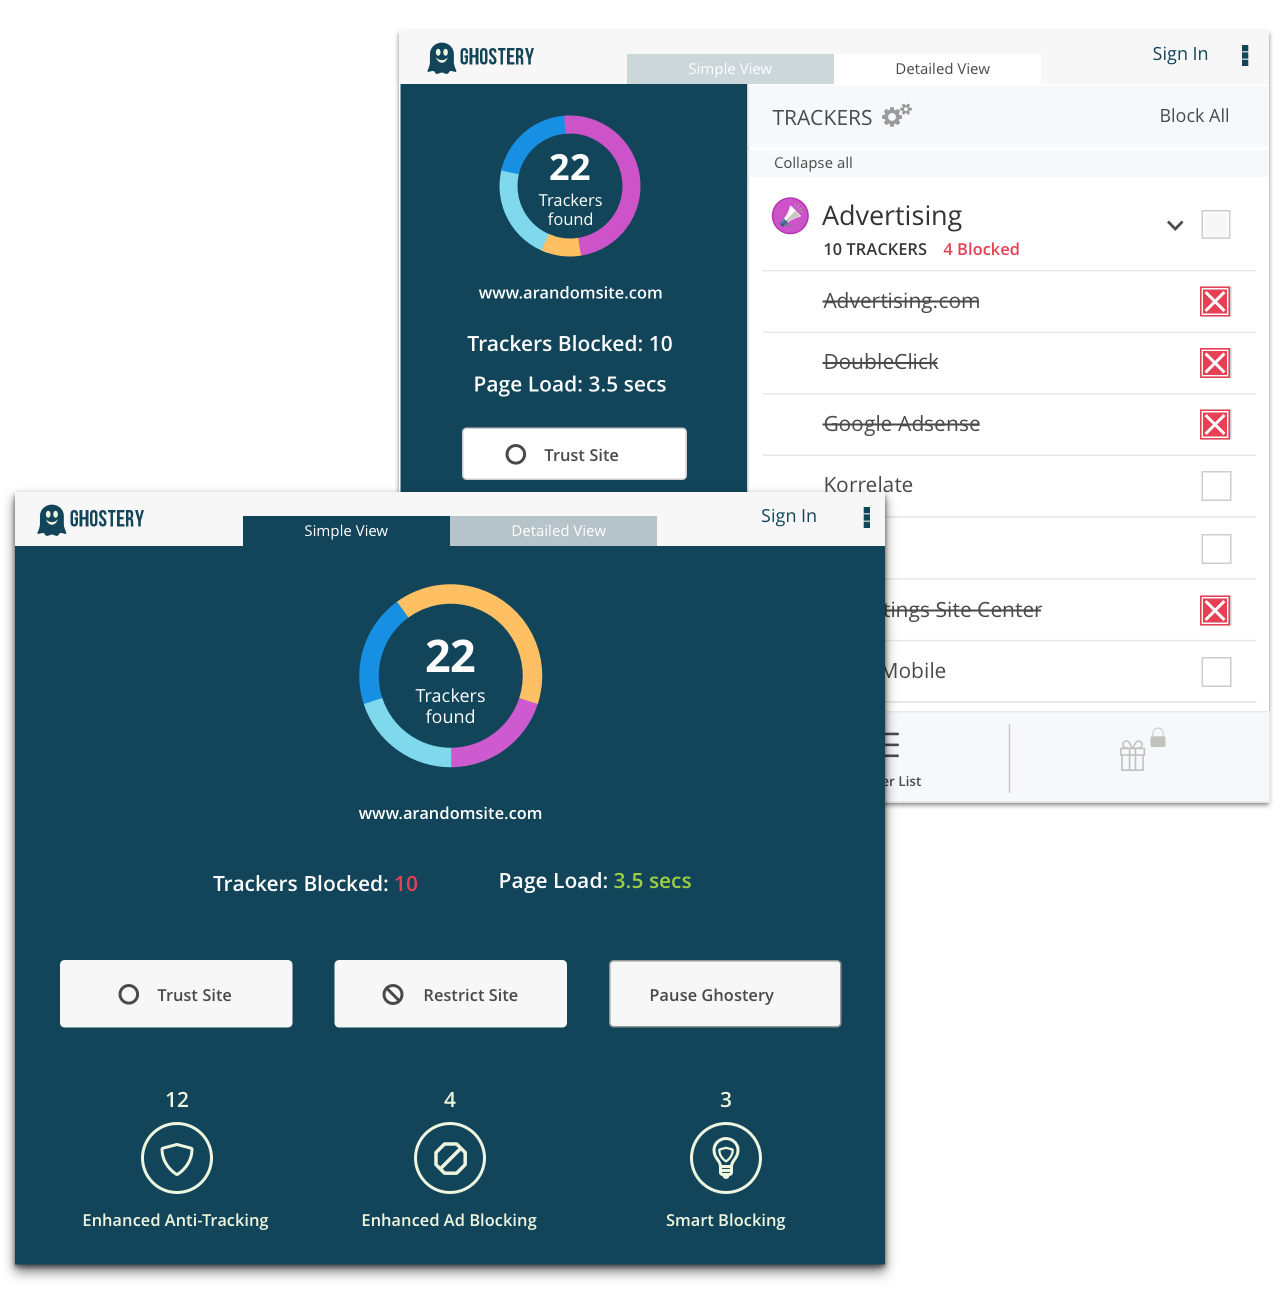 GHOSTERY
Simple View
Detailed View
Sign In
22
Trackers
found
www.arandomsite.com
Trackers Blocked: 10
Page Load: 3.5 secs
Trust Site
TRACKERS
Block All
Collapse all
Advertising
10 TRACKERS 4 Blocked
Advertising.com
DoubleClick
Google Adsense
Korrelate
Site Center
Mobile
List
GHOSTERY
Simple View
Detailed View
Sign In
22
Trackers
found
www.arandomsite.com
Trackers Blocked: 10
Page Load: 3.5 secs
Trust Site
Restrict Site
Pause Ghostery
12
4
3
Enhanced Anti-Tracking
Enhanced Ad Blocking
Smart Blocking